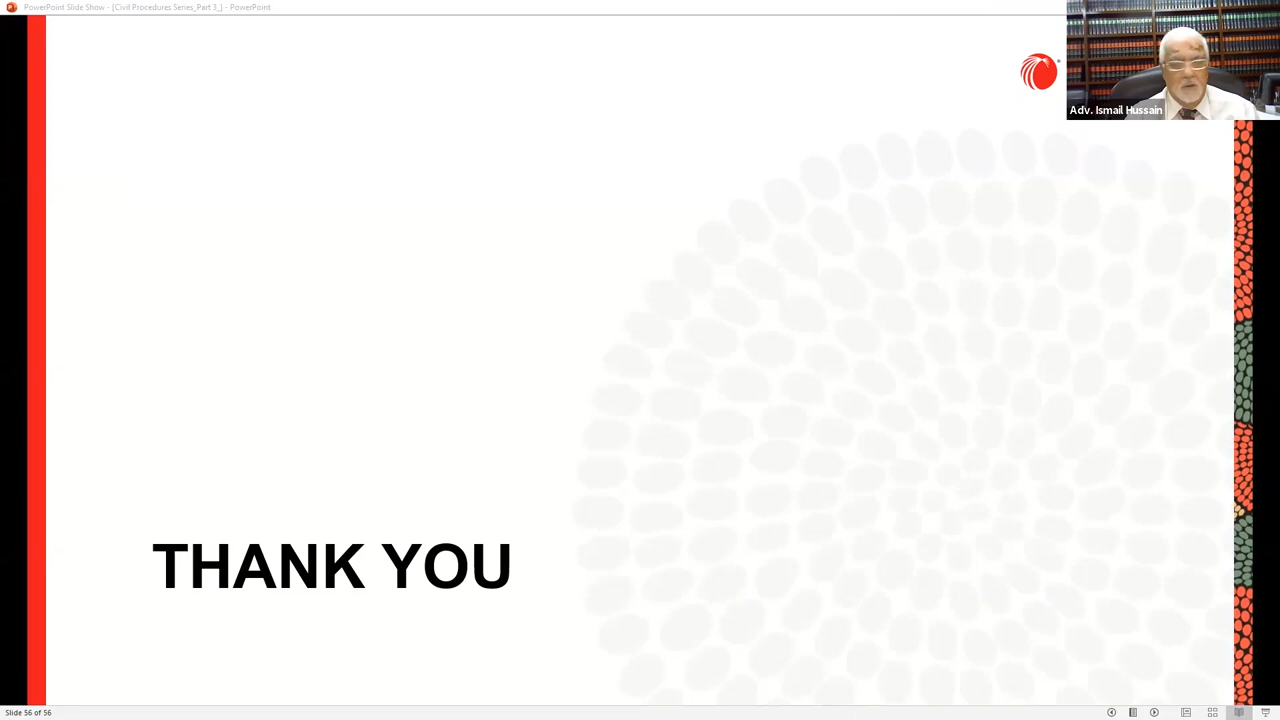 PowerPoint Slide Show - [Civil Procedures Series_Part 3_] - PowerPoint
Adv. Ismail Hussain
THANK YOU
Slide 56 of 56